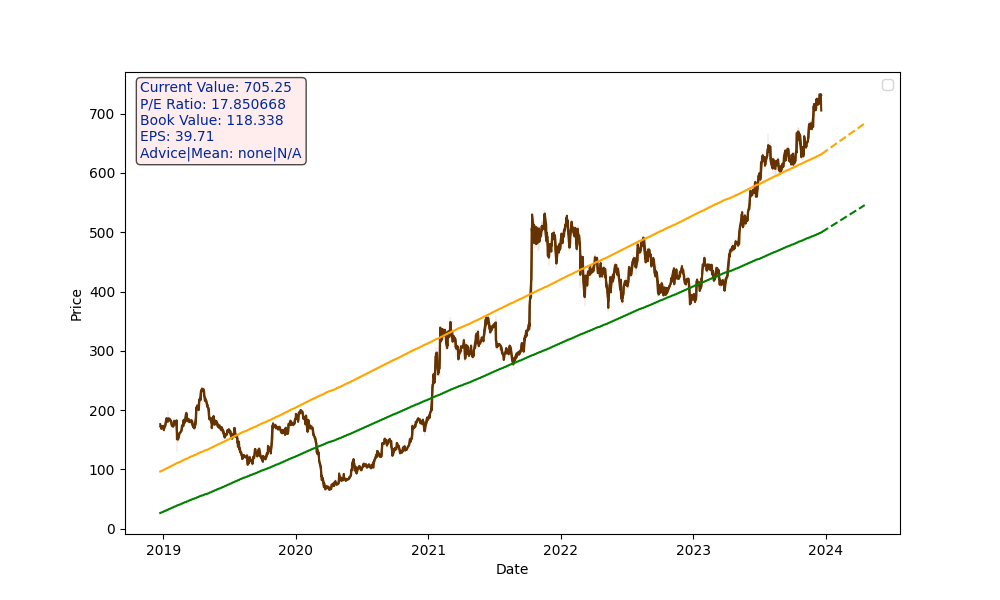 Current Value: 705.25
P/E Ratio: 17.850668
Book Value: 118.338
EPS: 39.71
Advice|Mean: none|N/A
700
600
500
400
300
200
100
0
Price
2019 2020 2021 2022 2023 2024
Date